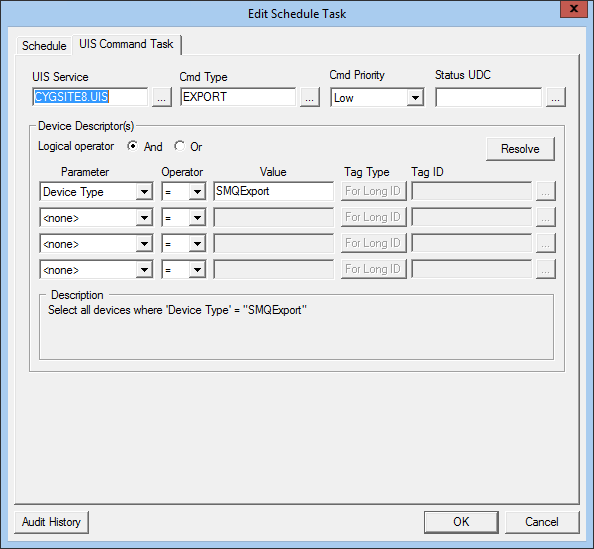 Edit Schedule Task
x
Schedule UIS Command Task
UIS Service Cmd Type Cmd Priority Status UDC
CYGSITE8.UIS ... EXPORT ... Low ...
Device Descriptor(s)
Logical operator And Or Resolve
Parameter Operator Value Tag Type Tag ID
Device Type = SMQExport For Long ID ...
<none> = For Long ID ...
<none> = For Long ID ...
<none> = For Long ID ...
Description
Select all devices where 'Device Type' = "SMQExport"
Audit History OK Cancel